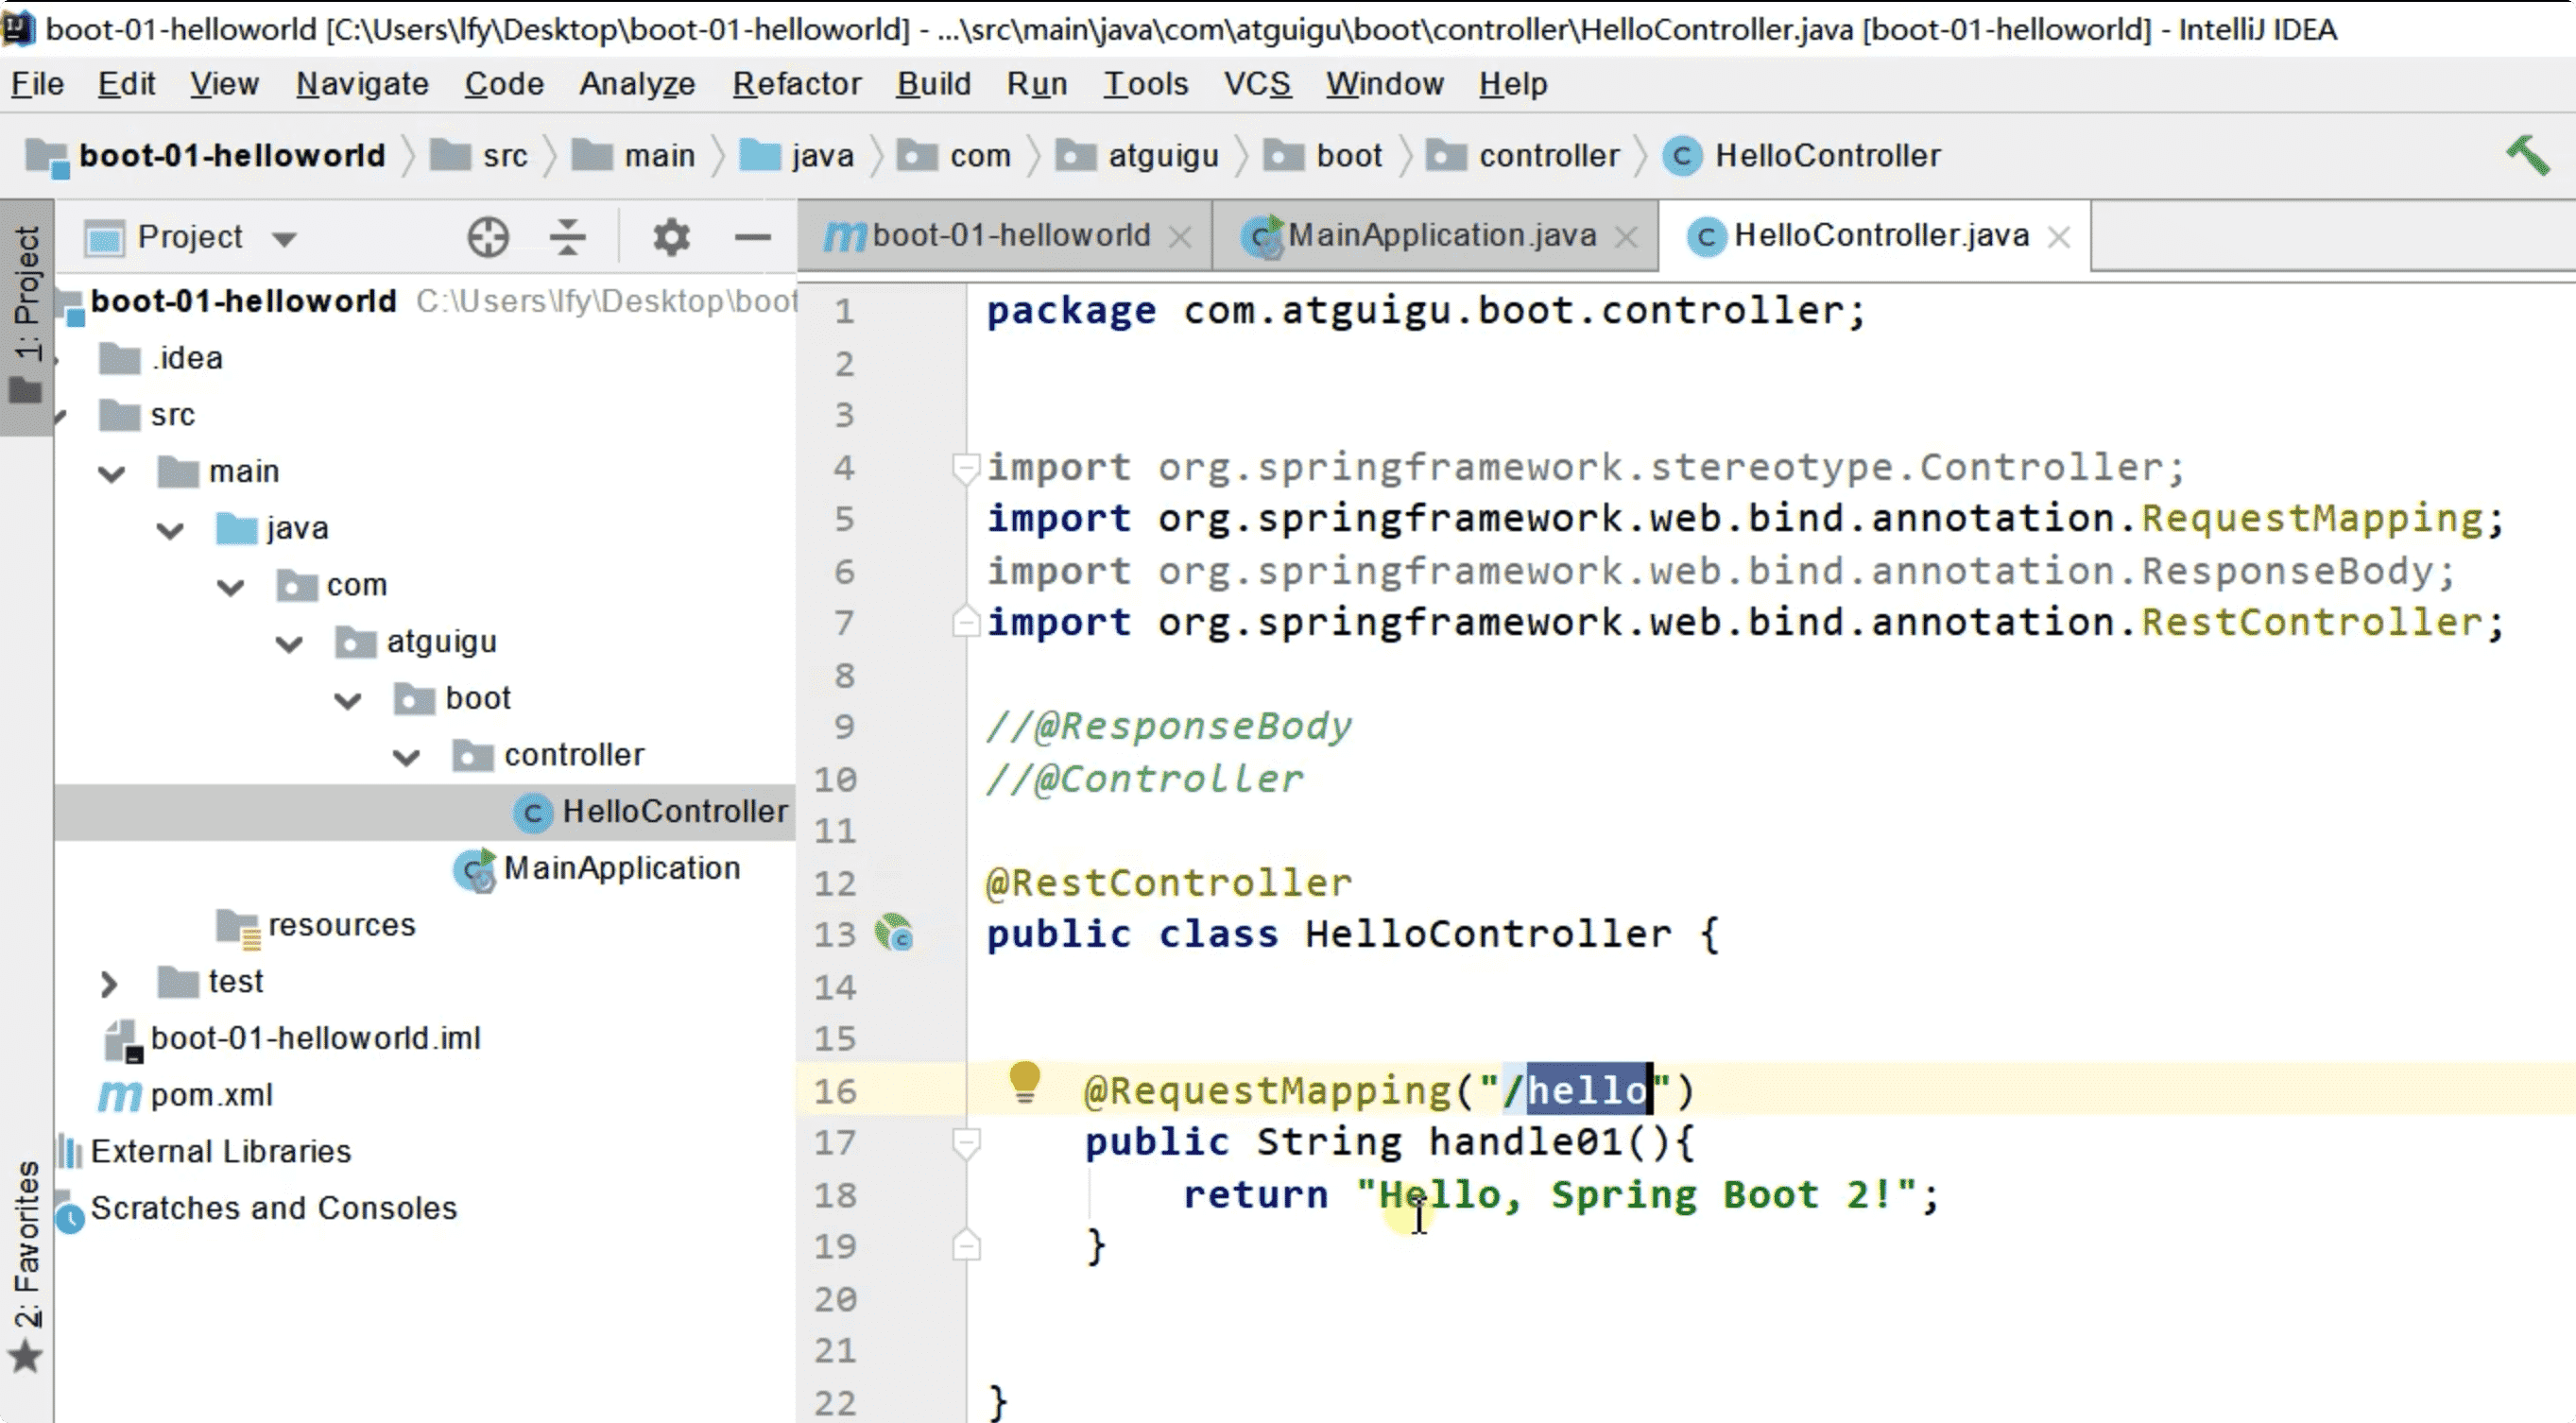 boot-01-helloworld [C:\Users\lfy\Desktop\boot-01-helloworld] - ...\src\main\java\com\atguigu\boot\controller\HelloController.java [boot-01-helloworld] - IntelliJ IDEA
File Edit View Navigate Code Analyze Refactor Build Run Tools VCS Window Help
boot-01-helloworld src main java com atguigu boot controller HelloController
1: Project
2: Favorites
Project
boot-01-helloworld C:\Users\lfy\Desktop\boot
.idea
src
main
java
com
atguigu
boot
controller
HelloController
MainApplication
resources
test
boot-01-helloworld.iml
pom.xml
External Libraries
Scratches and Consoles
boot-01-helloworld MainApplication.java HelloController.java
1 package com.atguigu.boot.controller;
2
3
4 import org.springframework.stereotype.Controller;
5 import org.springframework.web.bind.annotation.RequestMapping;
6 import org.springframework.web.bind.annotation.ResponseBody;
7 import org.springframework.web.bind.annotation.RestController;
8
9 //@ResponseBody
10 //@Controller
11
12 @RestController
13 public class HelloController {
14
15
16 @RequestMapping("/hello")
17 public String handle01(){
18 return "Hello, Spring Boot 2!";
19 }
20
21
22 }